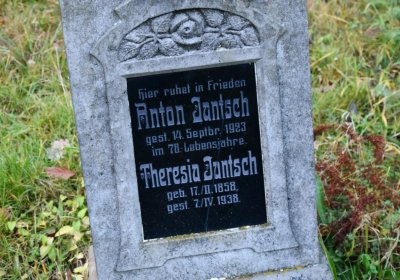 Hier ruhet in Frieden
Anton Jantsch
gest. 14. Septbr. 1923
im 78. Lebensjahre.
Theresia Jantsch
geb. 17./II. 1858.
gest. 7./IV. 1938.